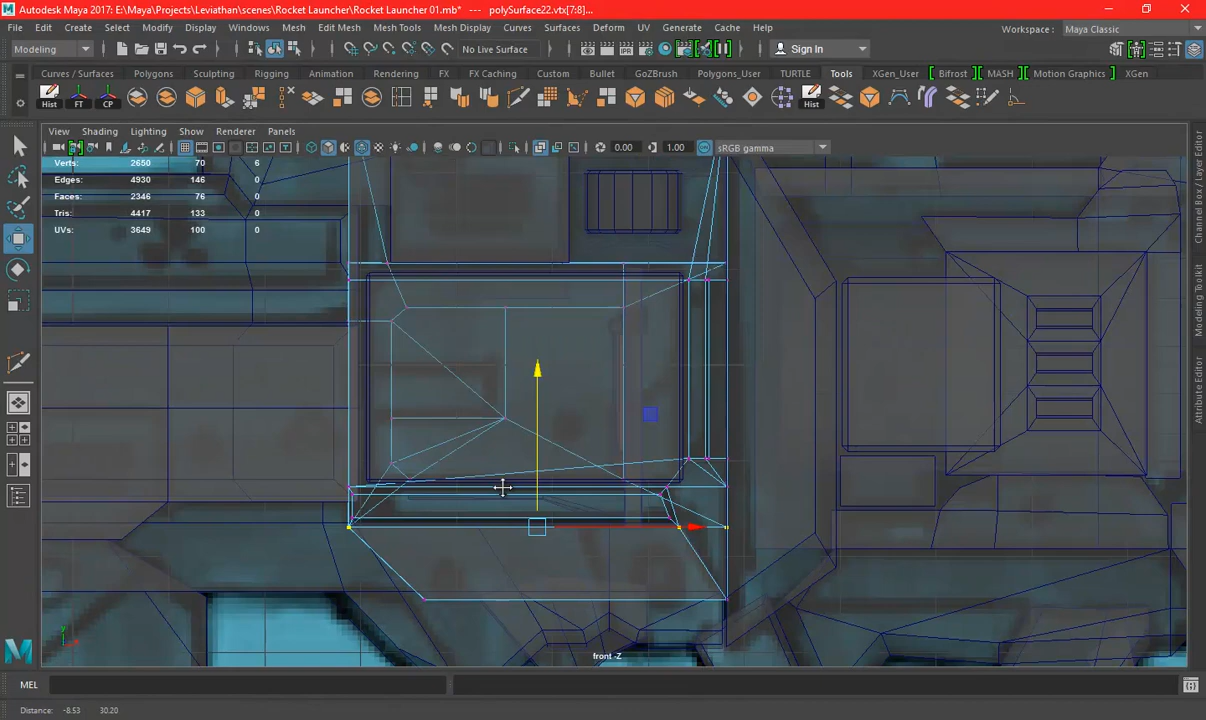 Autodesk Maya 2017: E:\Maya\Projects\Leviathan\scenes\Rocket Launcher\Rocket Launcher 01.mb* --- polySurface22.vtx[7:8]...
File Edit Create Select Modify Display Windows Mesh Edit Mesh Mesh Tools Mesh Display Curves Surfaces Deform UV Generate Cache Help Workspace: Maya Classic
Modeling No Live Surface Sign In
Curves / Surfaces Polygons Sculpting Rigging Animation Rendering FX FX Caching Custom Bullet GoZBrush Polygons_User TURTLE Tools XGen_User Bifrost MASH Motion Graphics XGen
Hist FT CP Hist
View Shading Lighting Show Renderer Panels
0.00 1.00 sRGB gamma
Verts: 2650 70 6
Edges: 4930 146 0
Faces: 2346 76 0
Tris: 4417 133 0
UVs: 3649 100 0
Channel Box / Layer Editor
Modeling Toolkit
Attribute Editor
y
front -Z
MEL
Distance: -8.53 30.20